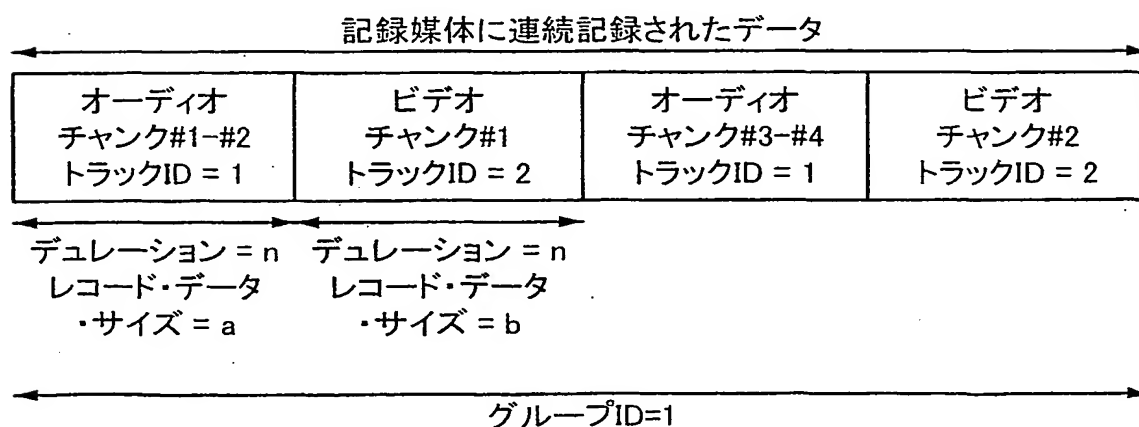 記録媒体に連続記録されたデータ
オーディオ
チャンク#1-#2
トラックID = 1
ビデオ
チャンク#1
トラックID = 2
オーディオ
チャンク#3-#4
トラックID = 1
ビデオ
チャンク#2
トラックID = 2
デュレーション = n
レコード・データ
・サイズ = a
デュレーション = n
レコード・データ
・サイズ = b
グループID=1